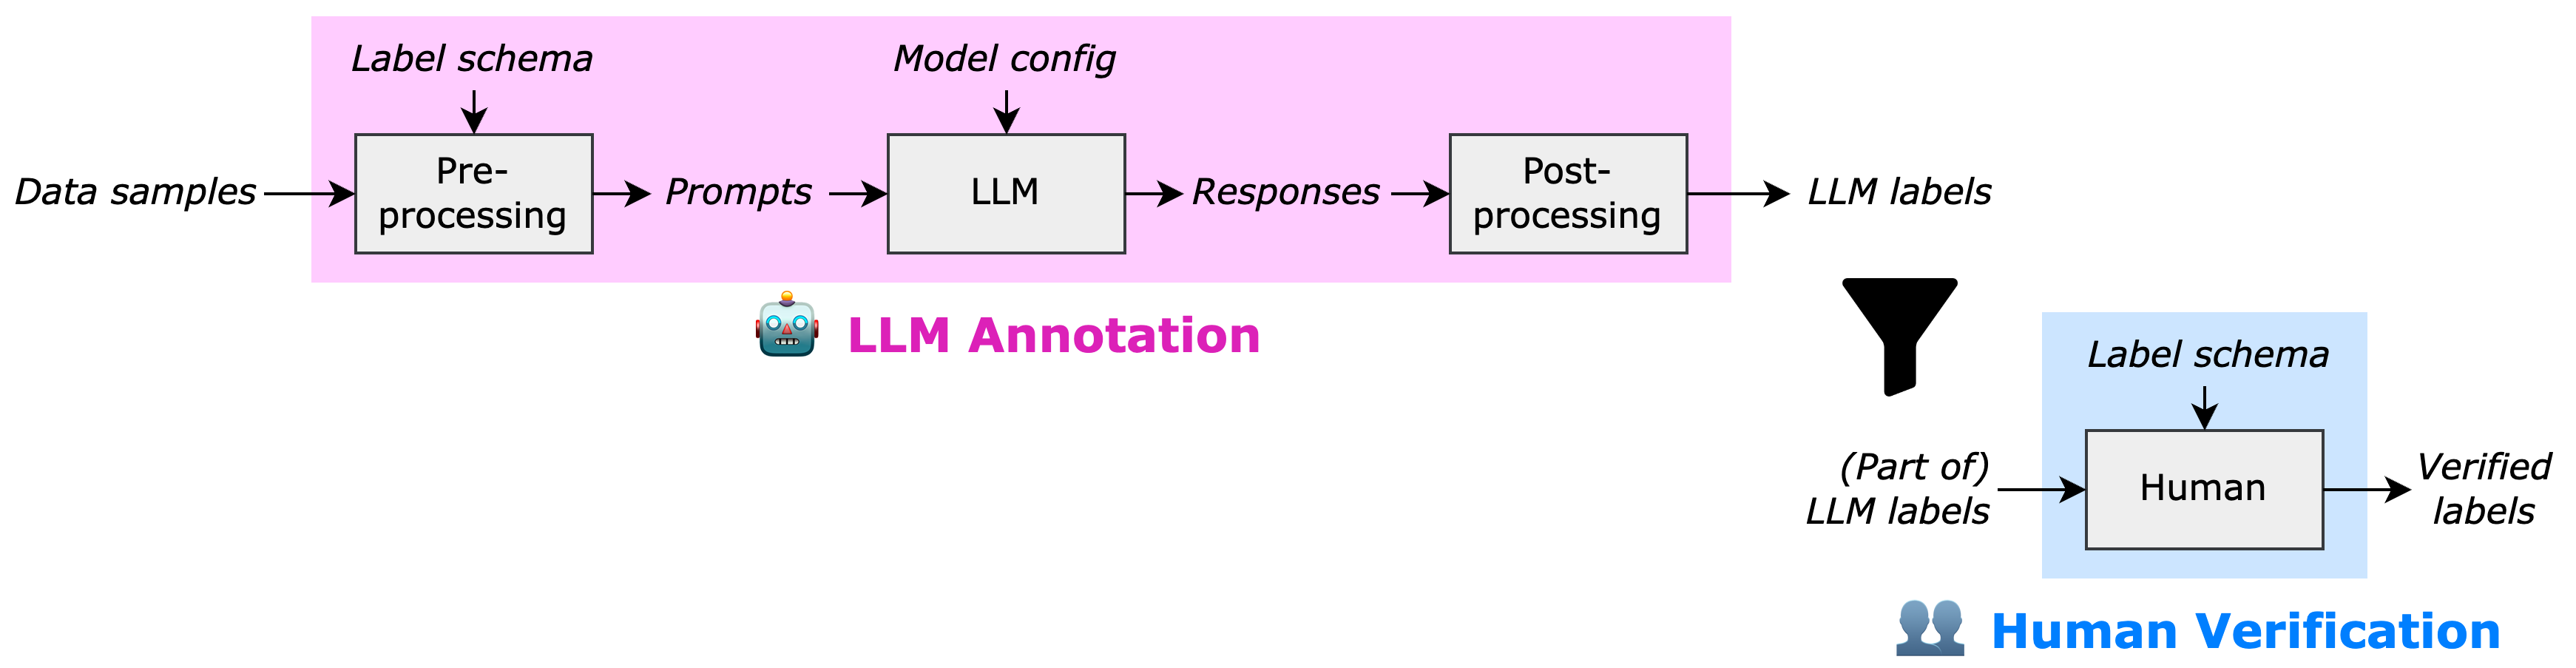 Label schema
Model config
Data samples
Pre-
processing
Prompts
LLM
Responses
Post-
processing
LLM labels
LLM Annotation
Label schema
(Part of)
LLM labels
Human
Verified
labels
Human Verification